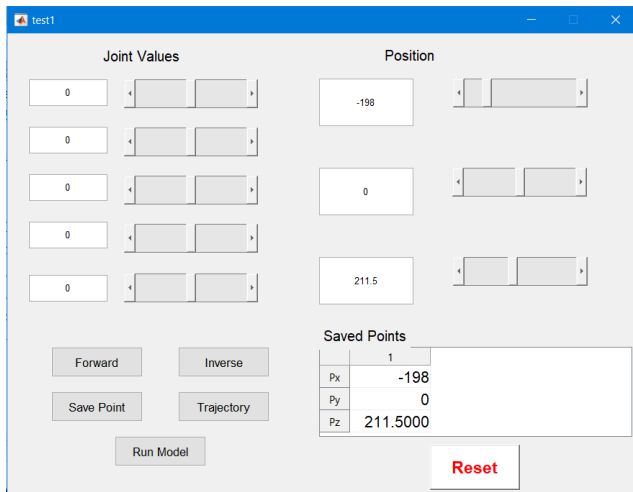 test1
Joint Values
Position
0
-198
0
0
0
0
0
211.5
Saved Points
1
Px -198
Py 0
Pz 211.5000
Forward
Inverse
Save Point
Trajectory
Run Model
Reset